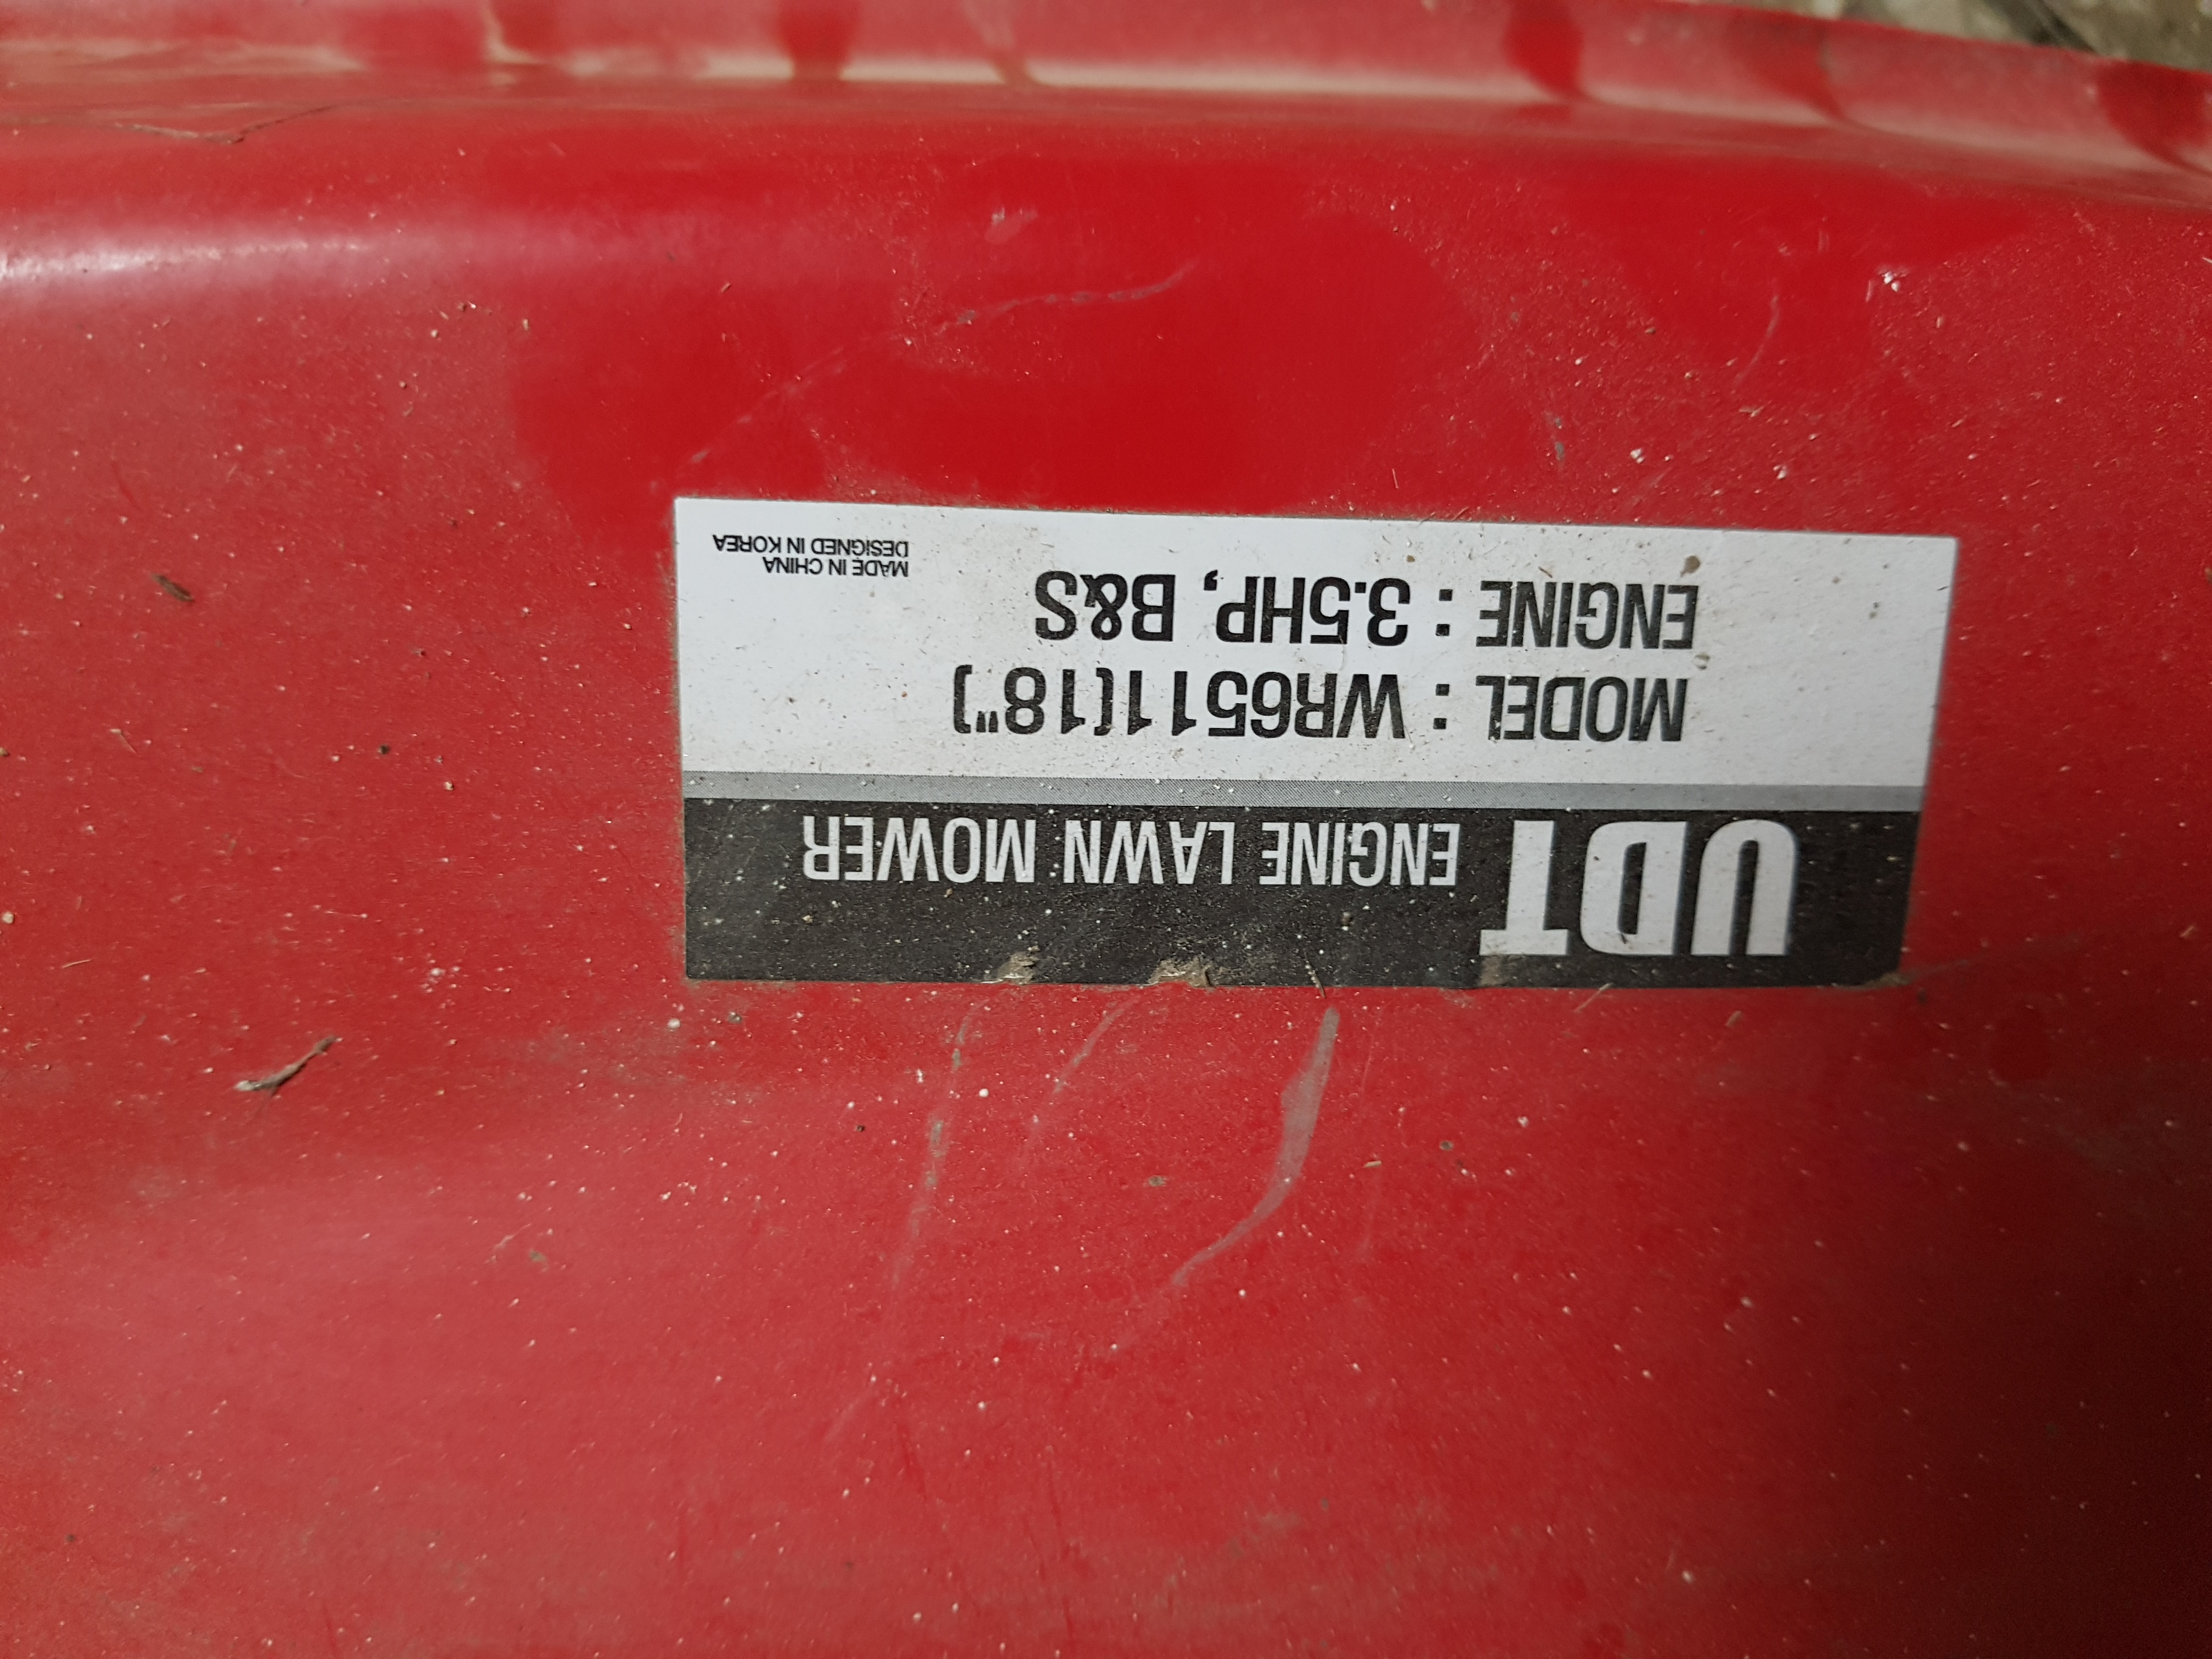 UDT ENGINE LAWN MOWER
MODEL : WR6511(18")
ENGINE : 3.5HP, B&S
MADE IN CHINA
DESIGNED IN KOREA